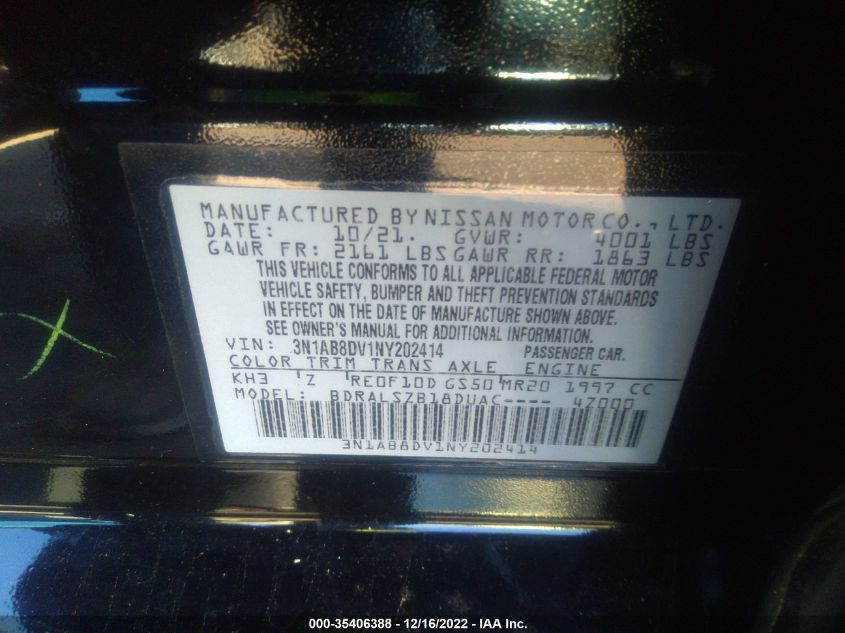 MANUFACTURED BY NISSAN MOTOR CO., LTD.
DATE: 10/21. GVWR: 4001 LBS
GAWR FR: 2161 LBS GAWR RR: 1863 LBS
THIS VEHICLE CONFORMS TO ALL APPLICABLE FEDERAL MOTOR
VEHICLE SAFETY, BUMPER AND THEFT PREVENTION STANDARDS
IN EFFECT ON THE DATE OF MANUFACTURE SHOWN ABOVE.
SEE OWNER'S MANUAL FOR ADDITIONAL INFORMATION.
VIN: 3N1AB8DV1NY202414 PASSENGER CAR.
COLOR TRIM TRANS AXLE ENGINE
KH3 Z RE0F10D GS50 MR20 1997 CC
MODEL: BDRALSZB18DUAC---- 47000
3N1AB8DV1NY202414
000-35406388 - 12/16/2022 - IAA Inc.